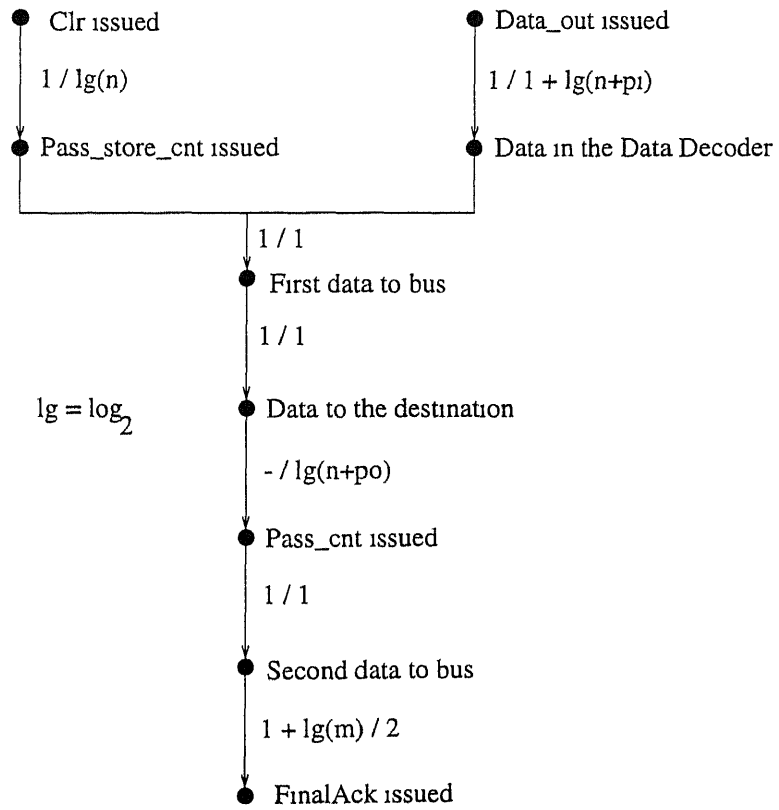 Clr issued
Data_out issued
1 / lg(n)
1 / 1 + lg(n+pi)
Pass_store_cnt issued
Data in the Data Decoder
1 / 1
First data to bus
1 / 1
lg = log2
Data to the destination
- / lg(n+po)
Pass_cnt issued
1 / 1
Second data to bus
1 + lg(m) / 2
FinalAck issued